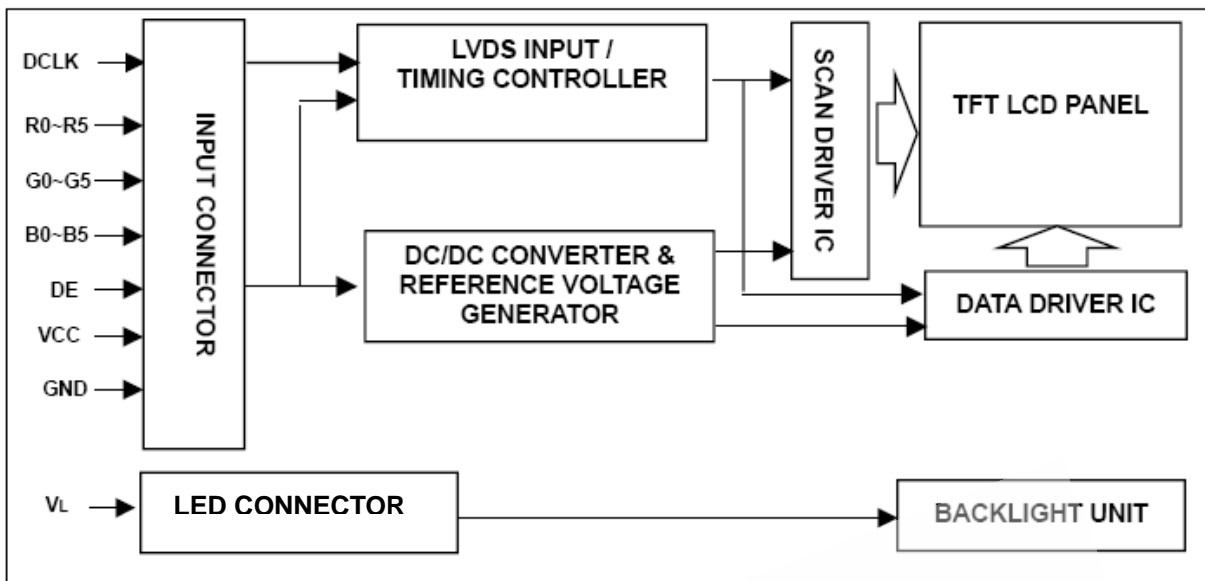 DCLK
R0~R5
G0~G5
B0~B5
DE
VCC
GND
INPUT CONNECTOR
LVDS INPUT /
TIMING CONTROLLER
DC/DC CONVERTER &
REFERENCE VOLTAGE
GENERATOR
SCAN DRIVER IC
TFT LCD PANEL
DATA DRIVER IC
VL
LED CONNECTOR
BACKLIGHT UNIT